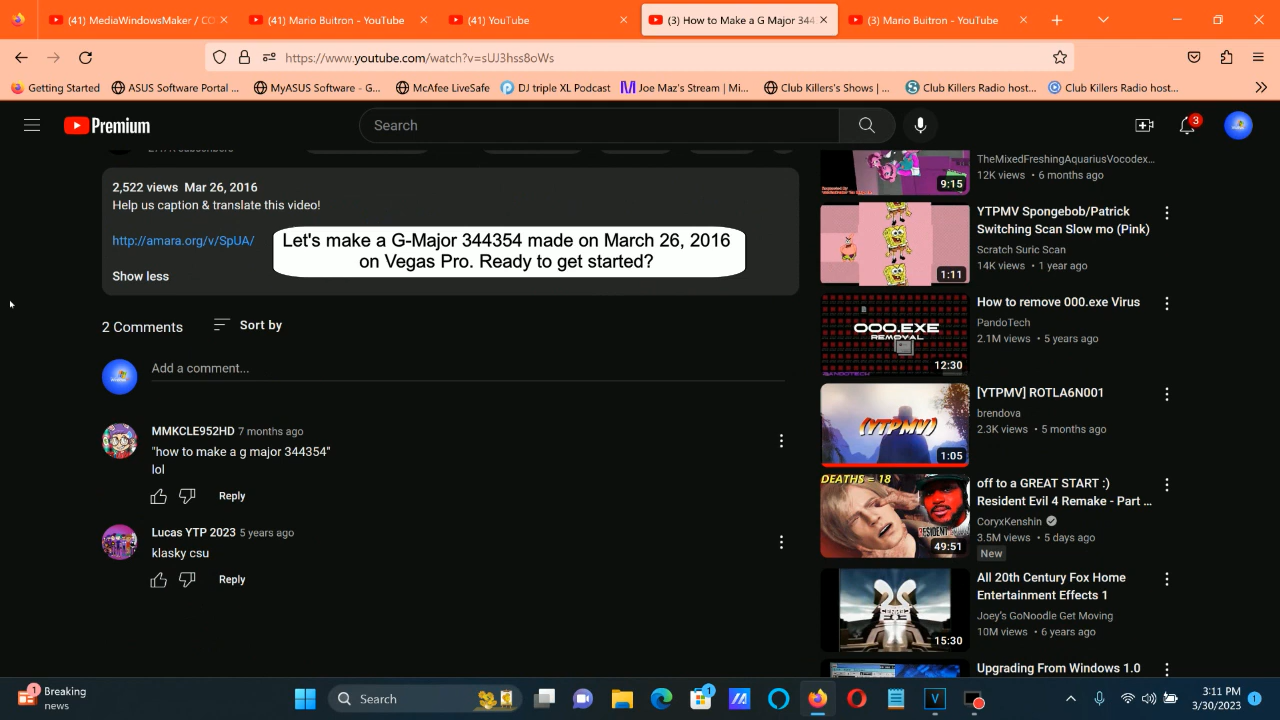 (41) MediaWindowsMaker / CO
(41) Mario Buitron - YouTube
(41) YouTube
(3) How to Make a G Major 344
(3) Mario Buitron - YouTube
https://www.youtube.com/watch?v=sUJ3hss8oWs
Getting Started
ASUS Software Portal ...
MyASUS Software - G...
McAfee LiveSafe
DJ triple XL Podcast
Joe Maz's Stream | Mi...
Club Killers's Shows | ...
Club Killers Radio host...
Club Killers Radio host...
Premium
Search
3
2,522 views Mar 26, 2016
Help us caption & translate this video!
http://amara.org/v/SpUA/
Show less
Let's make a G-Major 344354 made on March 26, 2016
on Vegas Pro. Ready to get started?
2 Comments
Sort by
Add a comment...
MMKCLE952HD 7 months ago
"how to make a g major 344354"
lol
Reply
Lucas YTP 2023 5 years ago
klasky csu
Reply
9:15
TheMixedFreshingAquariusVocodex...
12K views • 6 months ago
1:11
YTPMV Spongebob/Patrick
Switching Scan Slow mo (Pink)
Scratch Suric Scan
14K views • 1 year ago
000.EXE
REMOVAL
PANDOTECH
12:30
How to remove 000.exe Virus
PandoTech
2.1M views • 5 years ago
(YTPMV)
1:05
[YTPMV] ROTLA6N001
brendova
2.3K views • 5 months ago
DEATHS = 18
RESIDENT
49:51
off to a GREAT START :)
Resident Evil 4 Remake - Part ...
CoryxKenshin
3.5M views • 5 days ago
New
15:30
All 20th Century Fox Home
Entertainment Effects 1
Joey's GoNoodle Get Moving
10M views • 6 years ago
Upgrading From Windows 1.0
1
Breaking
news
Search
1
3:11 PM
3/30/2023
1